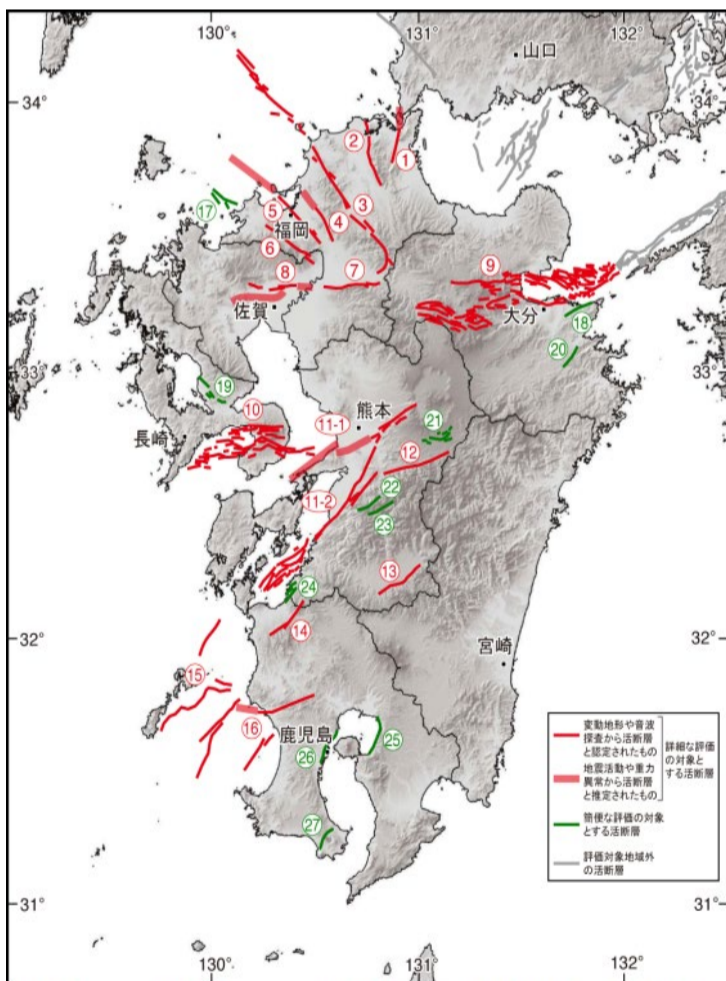 130°
131°
132°
山口
34°
34°
②
①
⑤
③
⑰
福岡
④
⑥
⑧
⑦
⑨
佐賀
大分
⑱
⑳
33°
33°
⑲
⑩
11-1
熊本
㉑
長崎
⑫
㉒
11-2
㉓
⑬
㉔
32°
32°
⑭
宮崎
⑮
⑯
鹿児島
㉕
㉖
㉗
変動地形や音波
探査から活断層
と認定されたもの
地震活動や重力
異常から活断層
と推定されたもの
詳細な評価
の対象と
する活断層
簡便な評価の対象
とする活断層
評価対象地域外
の活断層
31°
31°
130°
131°
132°